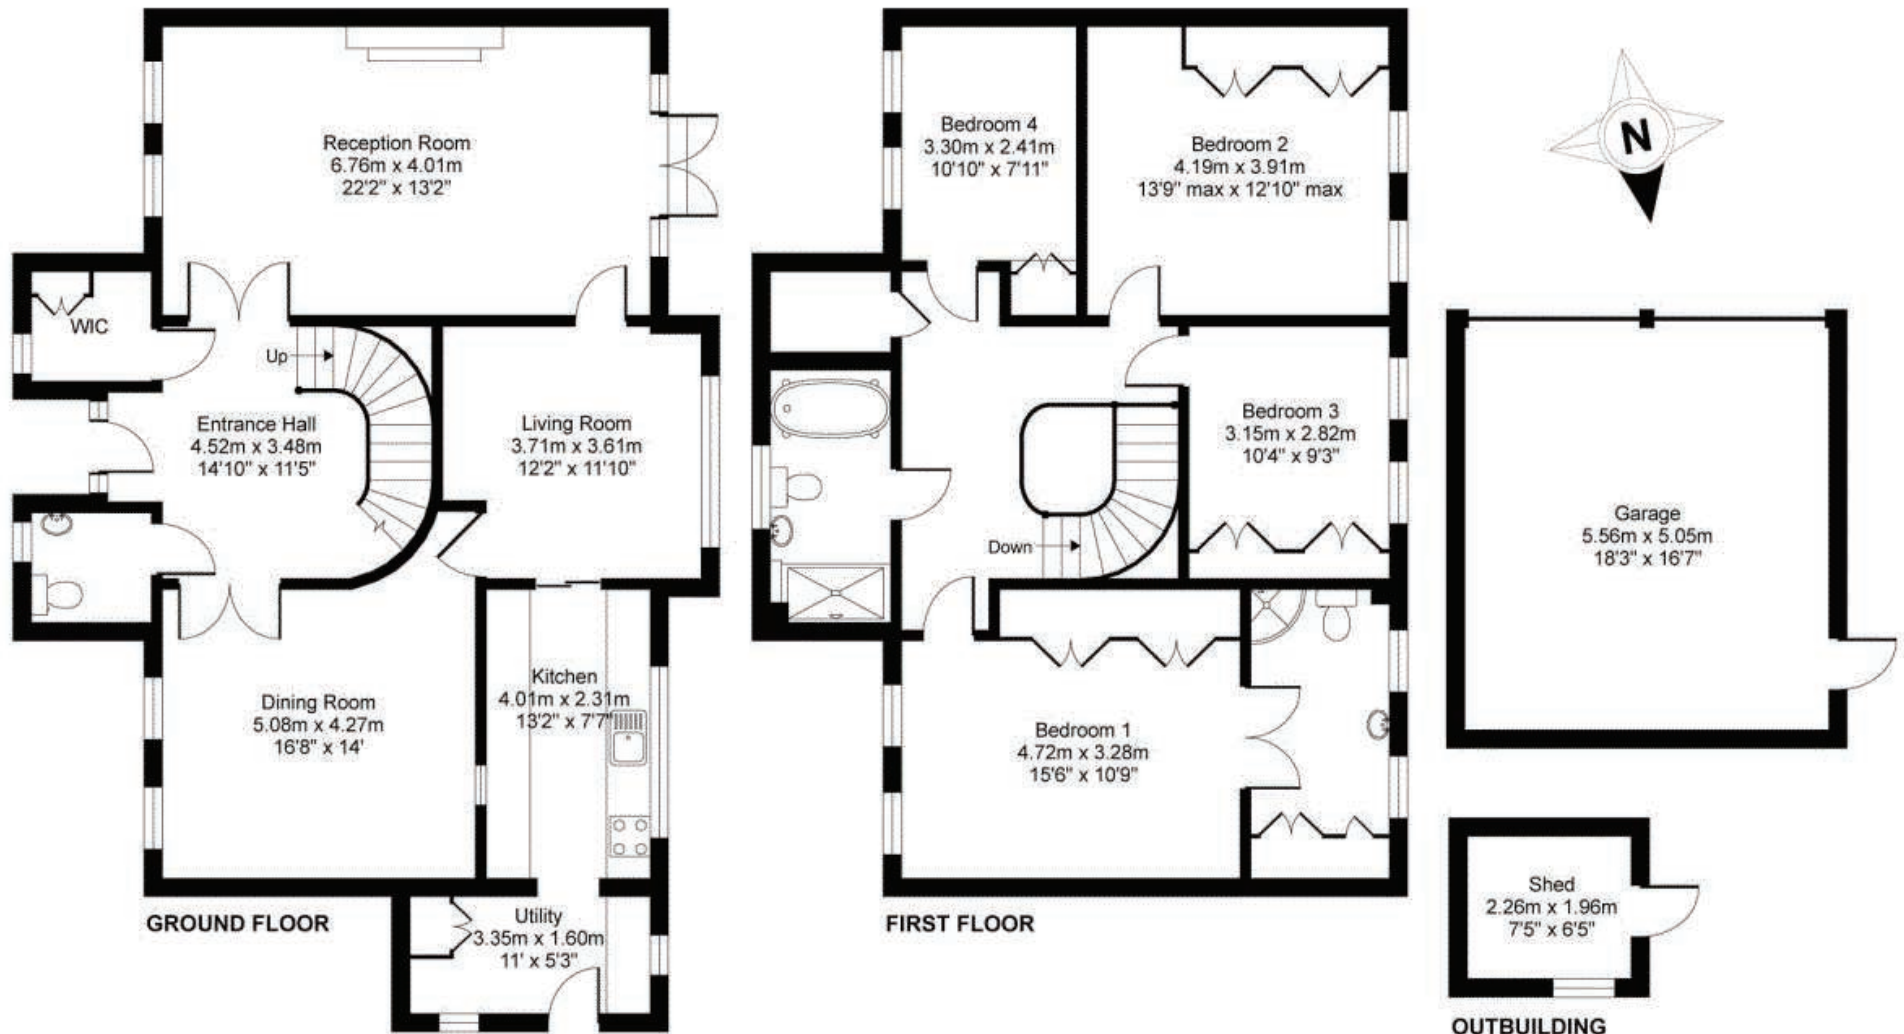 Reception Room
6.76m x 4.01m
22'2" x 13'2"
WIC
Up
Entrance Hall
4.52m x 3.48m
14'10" x 11'5"
Living Room
3.71m x 3.61m
12'2" x 11'10"
Dining Room
5.08m x 4.27m
16'8" x 14'
Kitchen
4.01m x 2.31m
13'2" x 7'7"
Utility
3.35m x 1.60m
11' x 5'3"
GROUND FLOOR
Bedroom 4
3.30m x 2.41m
10'10" x 7'11"
Bedroom 2
4.19m x 3.91m
13'9" max x 12'10" max
Bedroom 3
3.15m x 2.82m
10'4" x 9'3"
Down
Bedroom 1
4.72m x 3.28m
15'6" x 10'9"
FIRST FLOOR
N
Garage
5.56m x 5.05m
18'3" x 16'7"
Shed
2.26m x 1.96m
7'5" x 6'5"
OUTBUILDING